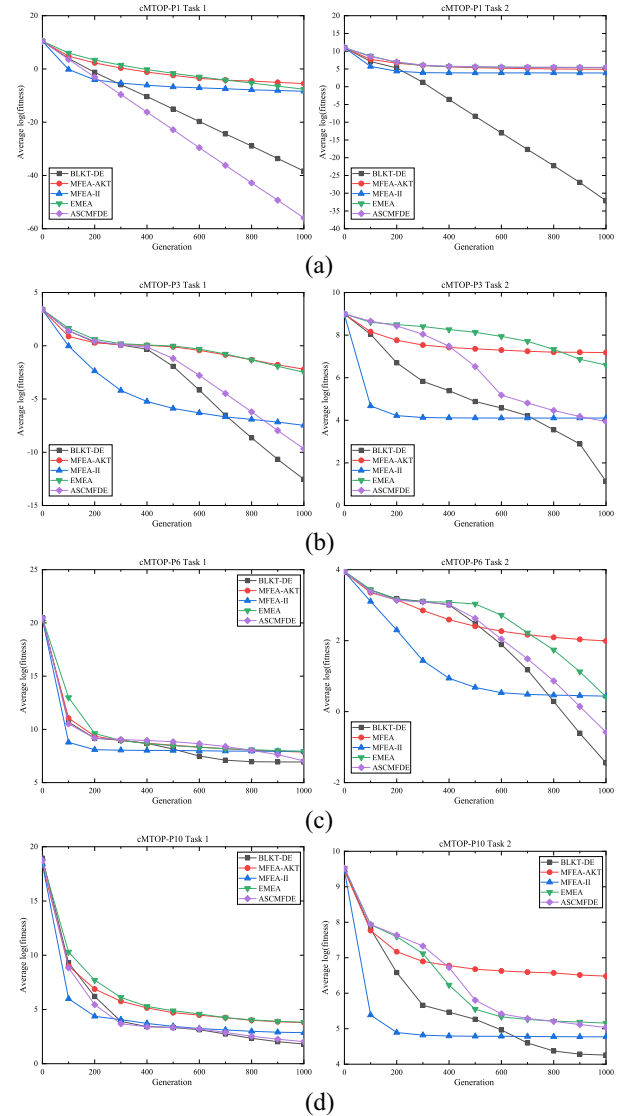 cMTOP-P1 Task 1
Average log(fitness)
20
0
-20
-40
-60
BLKT-DE
MFEA-AKT
MFEA-II
EMEA
ASCMFDE
0 200 400 600 800 1000
Generation
cMTOP-P1 Task 2
Average log(fitness)
20
15
10
5
0
-5
-10
-15
-20
-25
-30
-35
-40
BLKT-DE
MFEA-AKT
MFEA-II
EMEA
ASCMFDE
0 200 400 600 800 1000
Generation
(a)
cMTOP-P3 Task 1
Average log(fitness)
5
0
-5
-10
-15
BLKT-DE
MFEA-AKT
MFEA-II
EMEA
ASCMFDE
0 200 400 600 800 1000
Generation
cMTOP-P3 Task 2
Average log(fitness)
10
8
6
4
2
0
BLKT-DE
MFEA-AKT
MFEA-II
EMEA
ASCMFDE
0 200 400 600 800 1000
Generation
(b)
cMTOP-P6 Task 1
Average log(fitness)
25
20
15
10
5
BLKT-DE
MFEA-AKT
MFEA-II
EMEA
ASCMFDE
0 200 400 600 800 1000
Generation
cMTOP-P6 Task 2
Average log(fitness)
4
2
0
-2
BLKT-DE
MFEA
MFEA-II
EMEA
ASCMFDE
0 200 400 600 800 1000
Generation
(c)
cMTOP-P10 Task 1
Average log(fitness)
20
15
10
5
0
BLKT-DE
MFEA-AKT
MFEA-II
EMEA
ASCMFDE
0 200 400 600 800 1000
Generation
cMTOP-P10 Task 2
Average log(fitness)
10
9
8
7
6
5
4
BLKT-DE
MFEA-AKT
MFEA-II
EMEA
ASCMFDE
0 200 400 600 800 1000
Generation
(d)